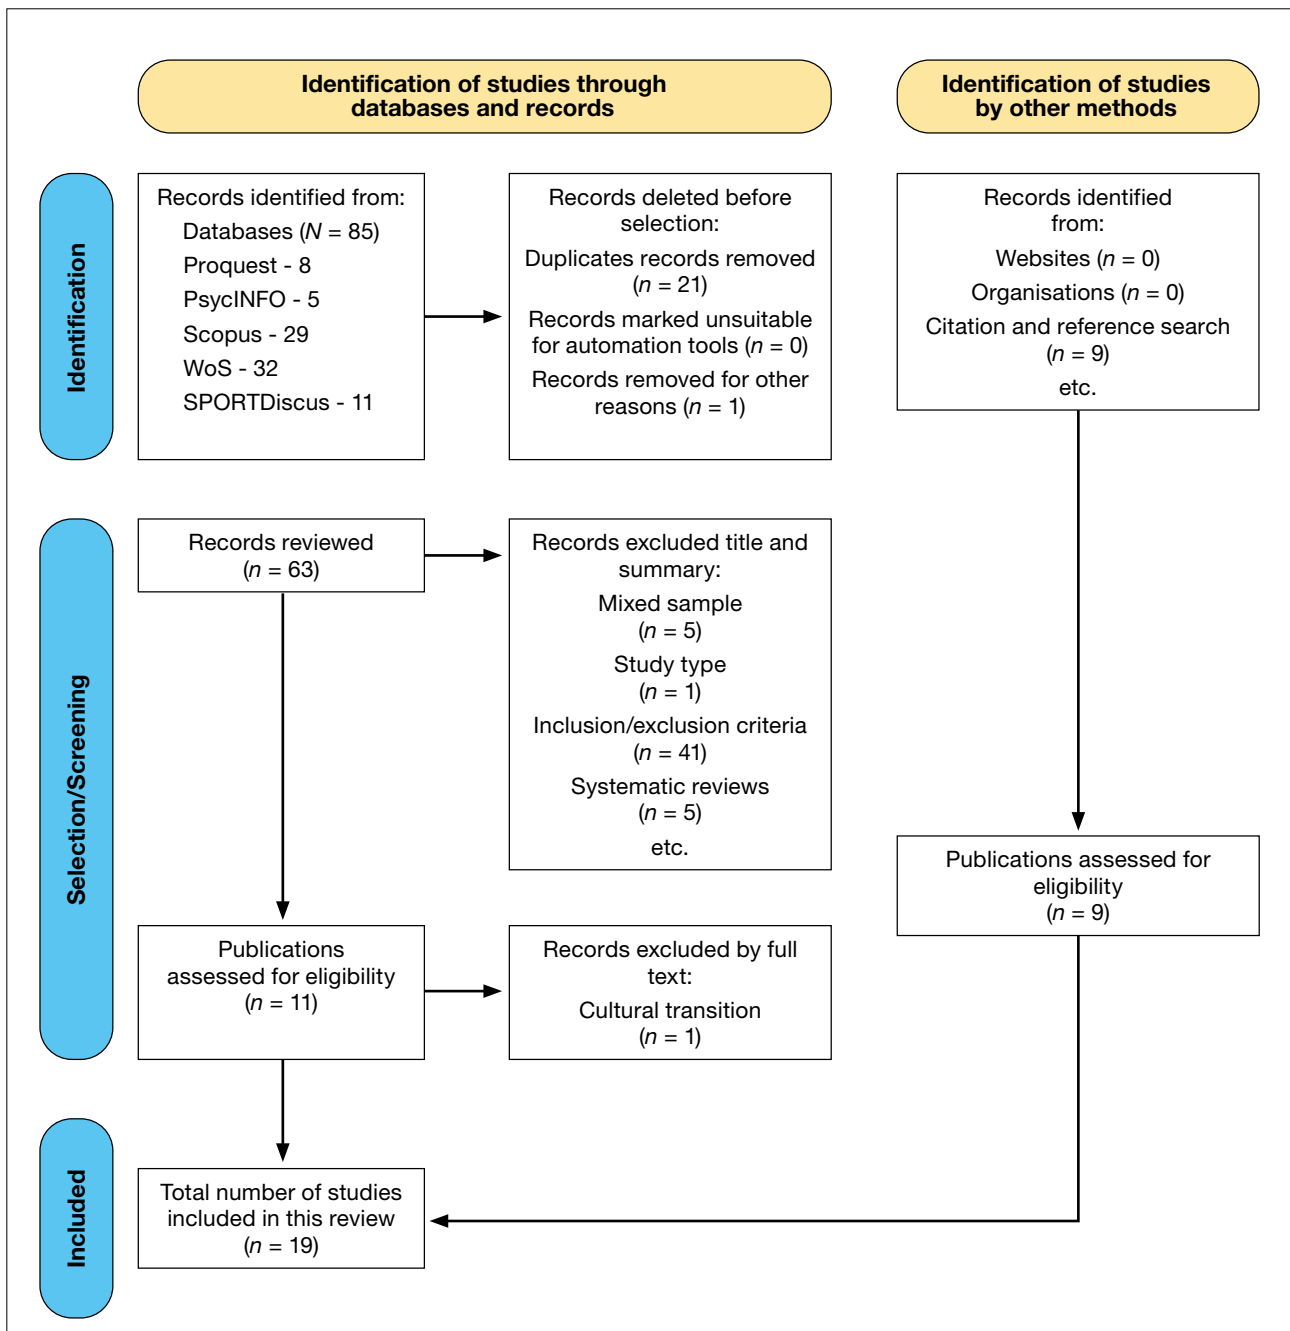 Identification of studies through
databases and records
Identification of studies
by other methods
Identification
Records identified from:
Databases (N = 85)
Proquest - 8
PsycINFO - 5
Scopus - 29
WoS - 32
SPORTDiscus - 11
Records deleted before
selection:
Duplicates records removed
(n = 21)
Records marked unsuitable
for automation tools (n = 0)
Records removed for other
reasons (n = 1)
Records identified
from:
Websites (n = 0)
Organisations (n = 0)
Citation and reference search
(n = 9)
etc.
Selection/Screening
Records reviewed
(n = 63)
Records excluded title and
summary:
Mixed sample
(n = 5)
Study type
(n = 1)
Inclusion/exclusion criteria
(n = 41)
Systematic reviews
(n = 5)
etc.
Publications assessed for
eligibility
(n = 9)
Publications
assessed for eligibility
(n = 11)
Records excluded by full
text:
Cultural transition
(n = 1)
Included
Total number of studies
included in this review
(n = 19)